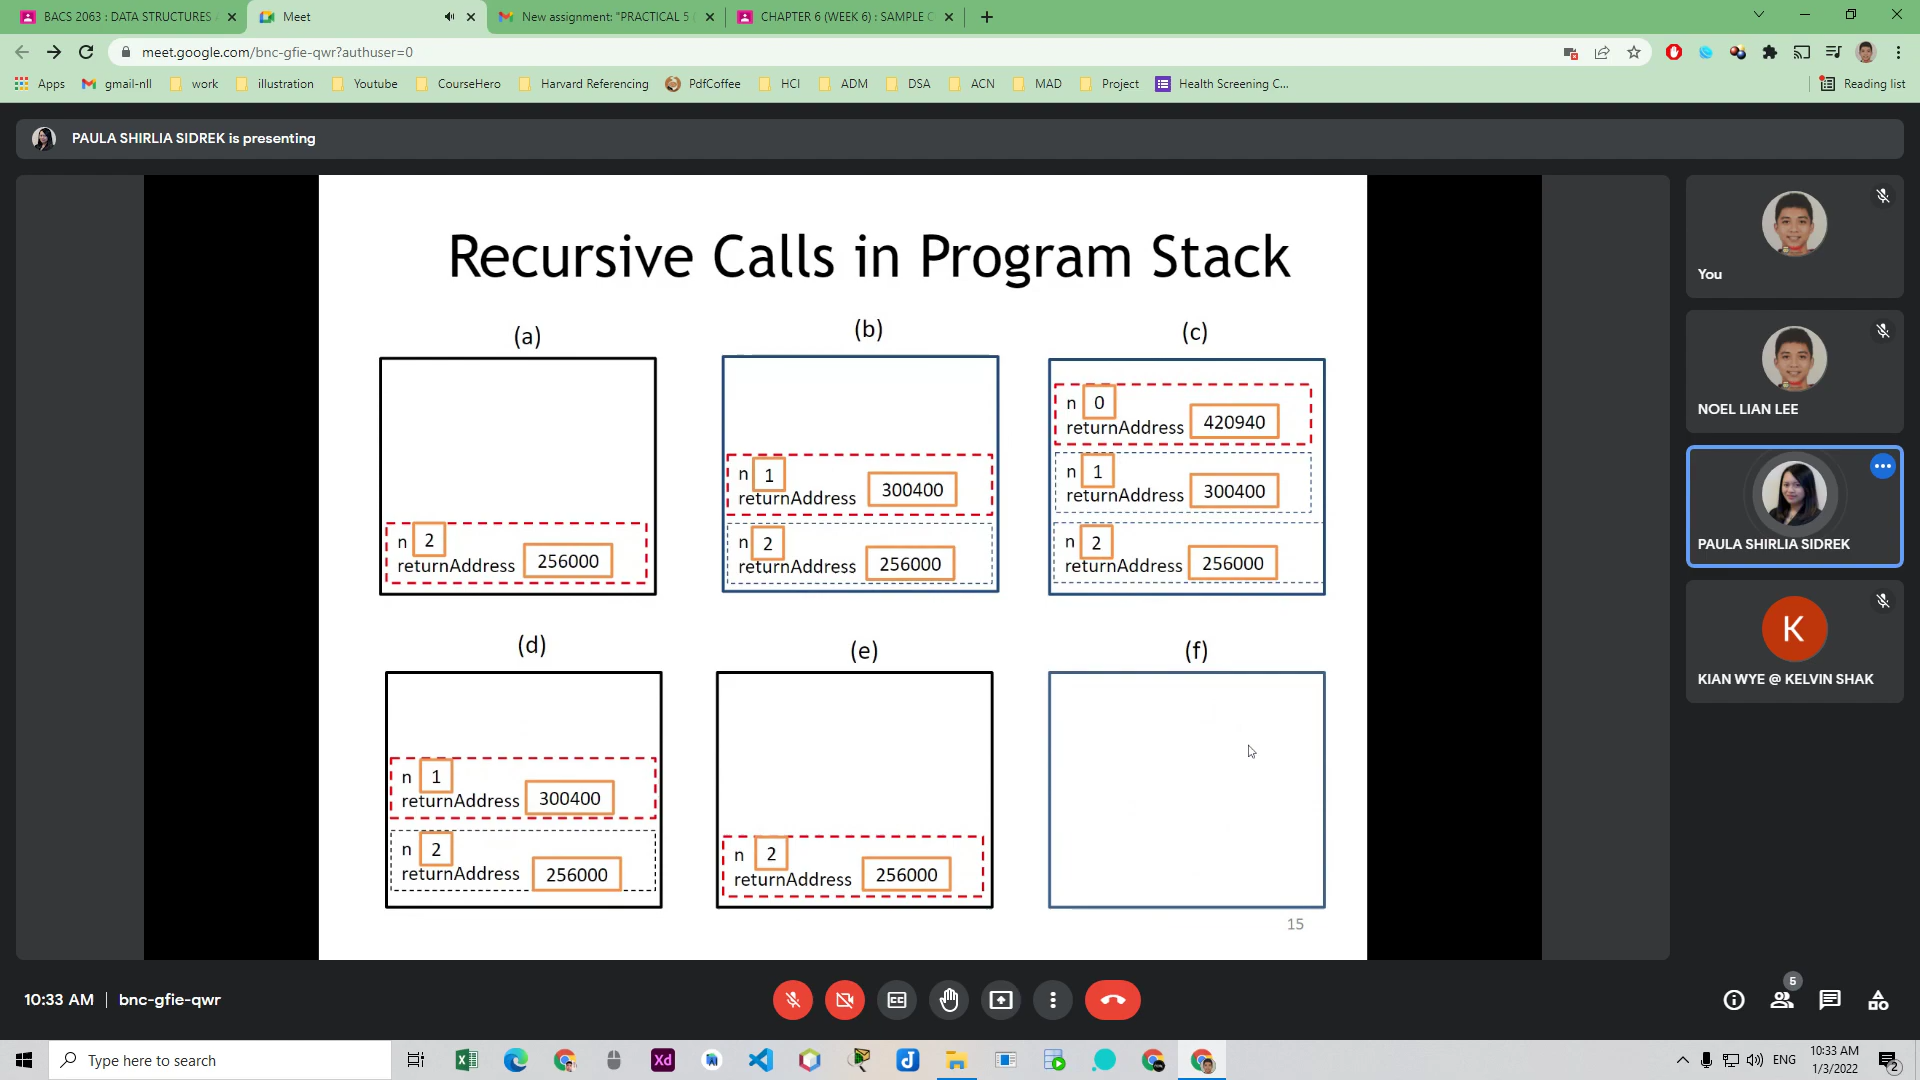 BACS 2063 : DATA STRUCTURES
Meet
New assignment: "PRACTICAL 5 (
CHAPTER 6 (WEEK 6) : SAMPLE C
meet.google.com/bnc-gfie-qwr?authuser=0
Apps
gmail-nll
work
illustration
Youtube
CourseHero
Harvard Referencing
PdfCoffee
HCI
ADM
DSA
ACN
MAD
Project
Health Screening C...
Reading list
PAULA SHIRLIA SIDREK is presenting
Recursive Calls in Program Stack
(a)
n 2
returnAddress 256000
(b)
n 1
returnAddress 300400
n 2
returnAddress 256000
(c)
n 0
returnAddress 420940
n 1
returnAddress 300400
n 2
returnAddress 256000
(d)
n 1
returnAddress 300400
n 2
returnAddress 256000
(e)
n 2
returnAddress 256000
(f)
15
You
NOEL LIAN LEE
PAULA SHIRLIA SIDREK
K
KIAN WYE @ KELVIN SHAK
10:33 AM | bnc-gfie-qwr
5
Type here to search
Xd
ENG
10:33 AM
1/3/2022
2